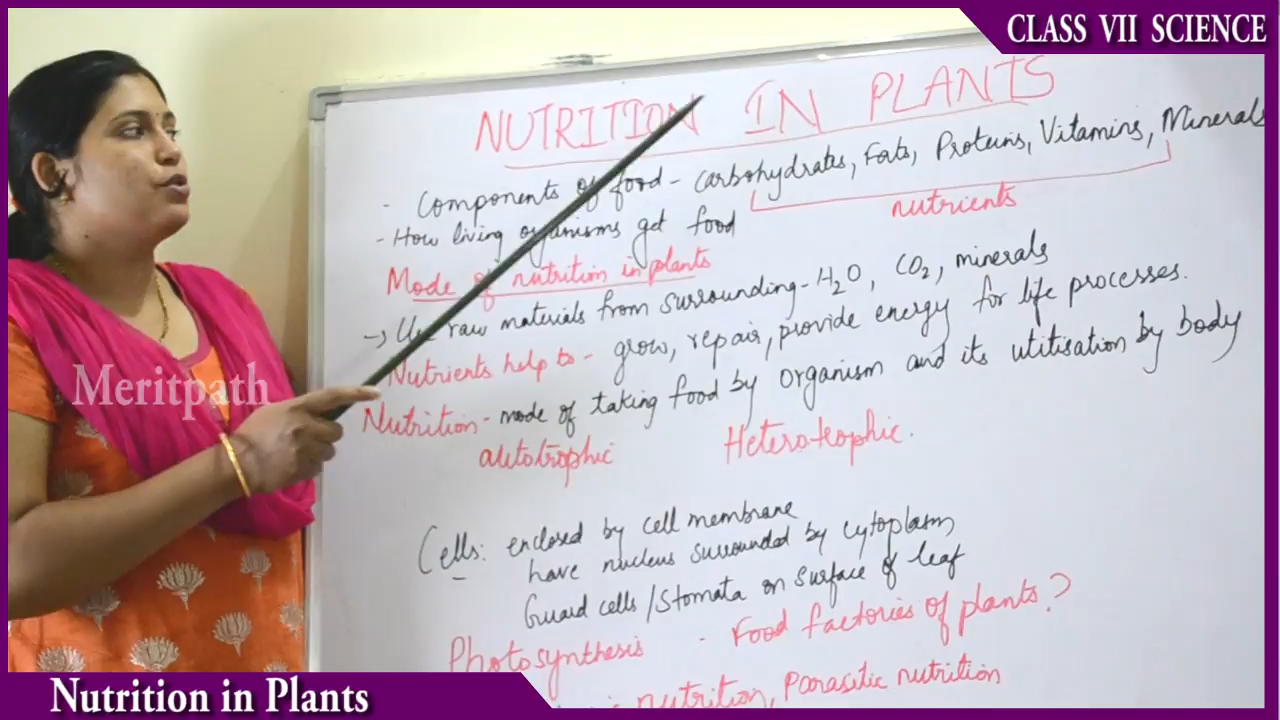 CLASS VII SCIENCE
NUTRITION IN PLANTS
- Components of food - carbohydrates, Fats, Proteins, Vitamins, Minerals
nutrients
- How living organisms get food
Mode of nutrition in plants
→ Use raw materials from surrounding - H2O, CO2, minerals
Nutrients help to - grow, repair, provide energy for life processes.
Nutrition - mode of taking food by organism and its utitisation by body
autotrophic Heterotrophic.
Meritpath
Cells: enclosed by cell membrane
have nucleus surrounded by cytoplasm
Guard cells / Stomata on surface of leaf
Photosynthesis - Food factories of plants?
nutrition, Parasitic nutrition
Nutrition in Plants